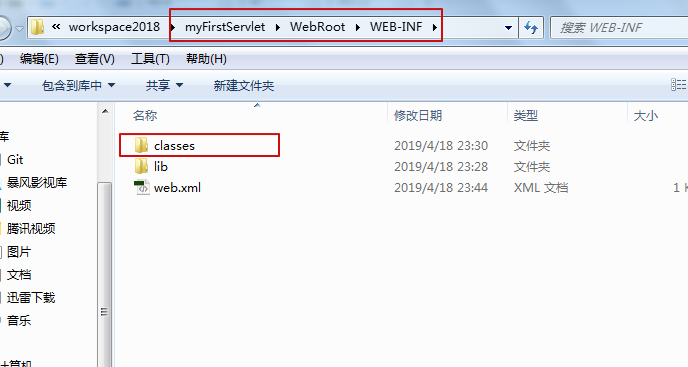 « workspace2018 ▸ myFirstServlet ▸ WebRoot ▸ WEB-INF ▸ 搜索 WEB-INF
) 编辑(E) 查看(V) 工具(T) 帮助(H)
包含到库中 共享 新建文件夹
名称 修改日期 类型 大小
classes 2019/4/18 23:30 文件夹
lib 2019/4/18 23:28 文件夹
web.xml 2019/4/18 23:44 XML 文档 1 K
库
Git
暴风影视库
视频
腾讯视频
图片
文档
迅雷下载
音乐
计算机